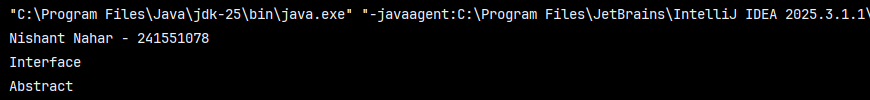 "C:\Program Files\Java\jdk-25\bin\java.exe" "-javaagent:C:\Program Files\JetBrains\IntelliJ IDEA 2025.3.1.1\
Nishant Nahar - 241551078
Interface
Abstract